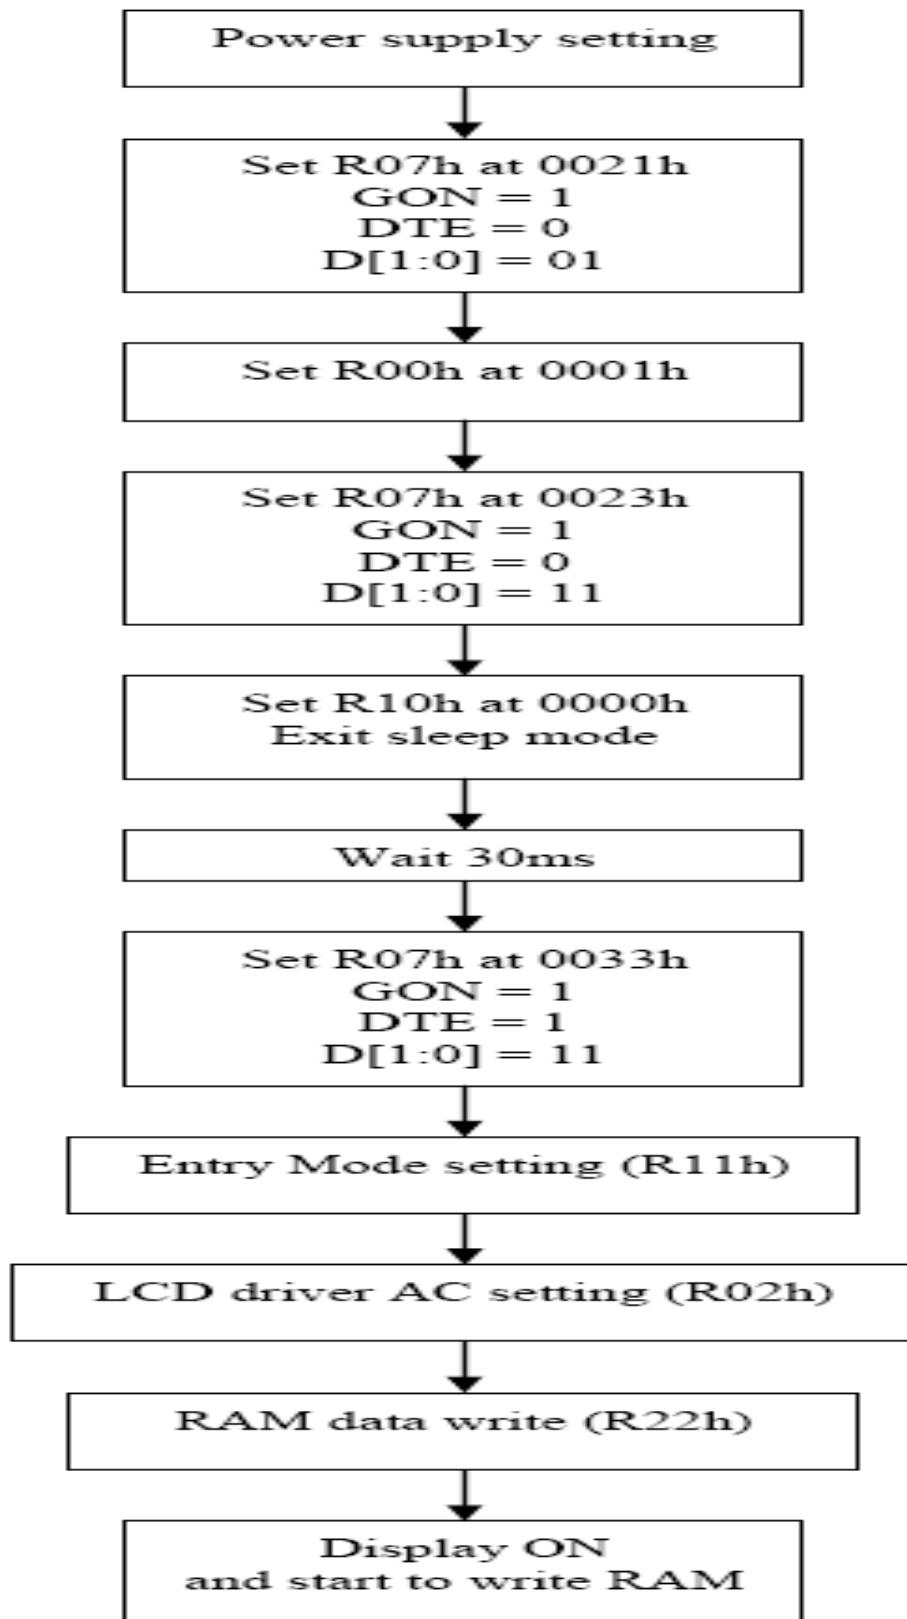 Power supply setting
Set R07h at 0021h
GON = 1
DTE = 0
D[1:0] = 01
Set R00h at 0001h
Set R07h at 0023h
GON = 1
DTE = 0
D[1:0] = 11
Set R10h at 0000h
Exit sleep mode
Wait 30ms
Set R07h at 0033h
GON = 1
DTE = 1
D[1:0] = 11
Entry Mode setting (R11h)
LCD driver AC setting (R02h)
RAM data write (R22h)
Display ON
and start to write RAM